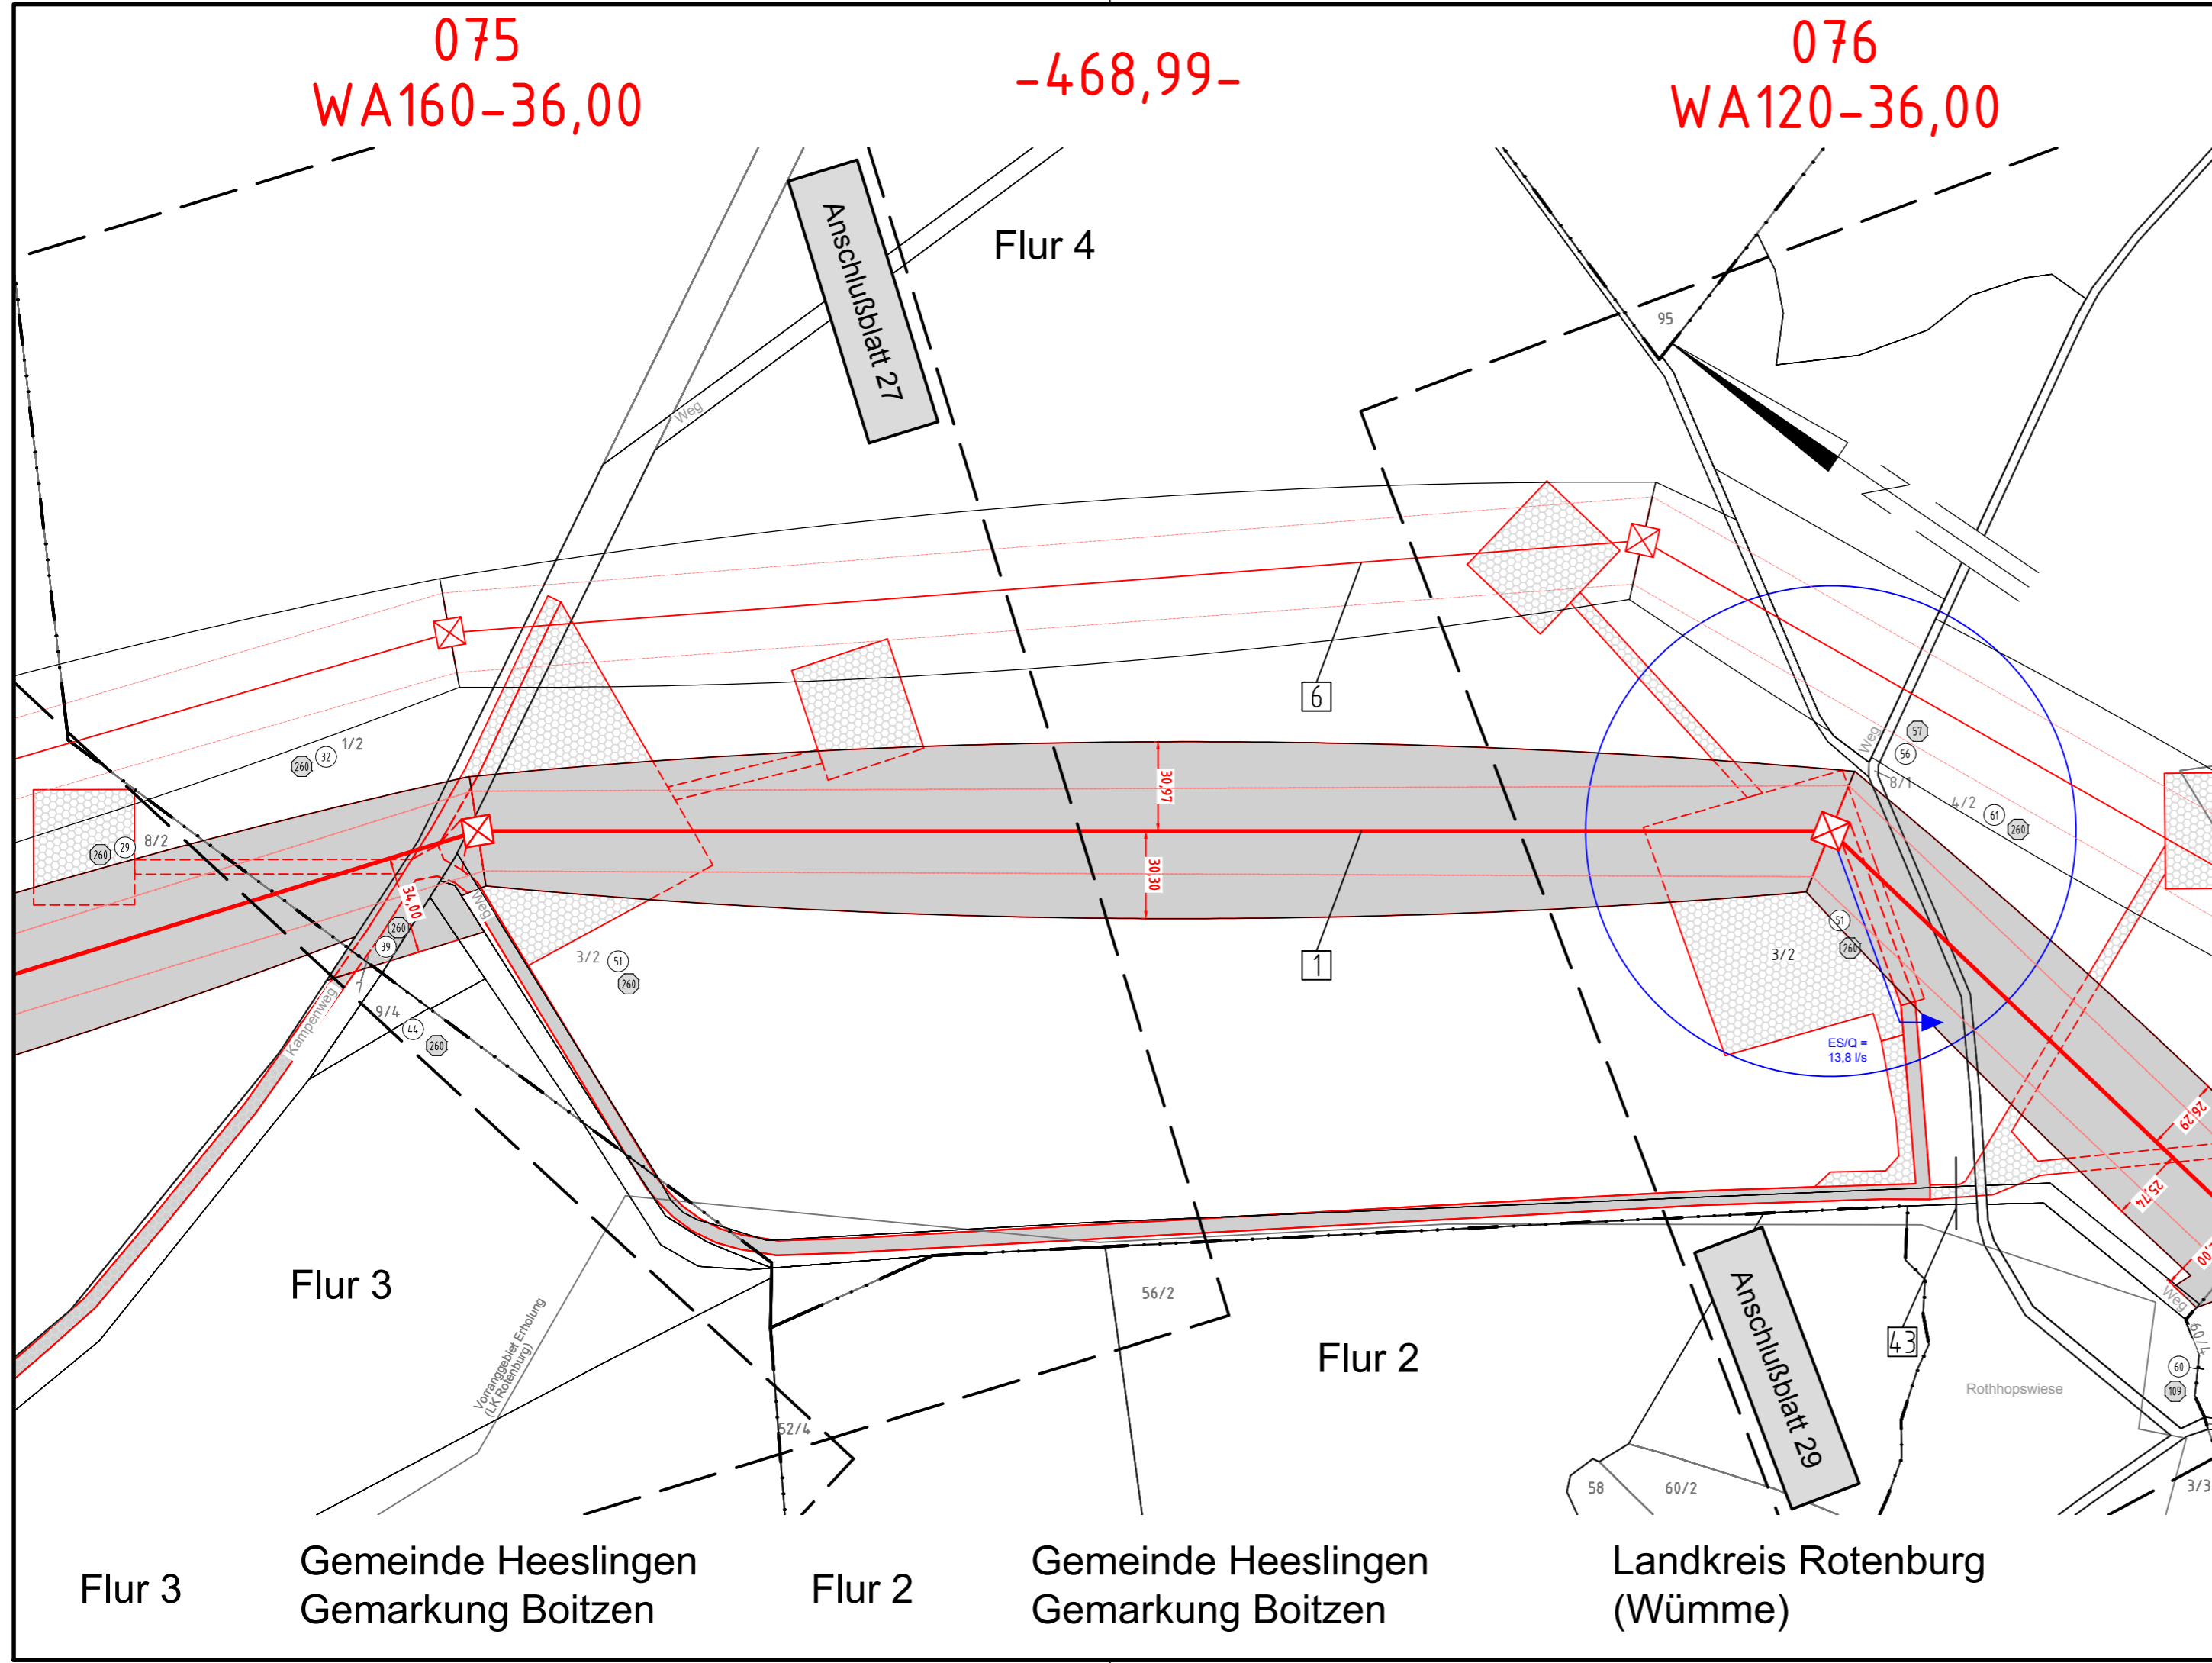 075
WA160-36,00
-468,99-
076
WA120-36,00
Anschlußblatt 27
Flur 4
95
Weg
6
1/2
32
260
57
56
Weg
8/1
4/2
61
260
30,97
8/2
29
260
30,30
34,00
Weg
260
39
3/2
51
260
1
51
260
3/2
9/4
44
260
Kampenweg
ES/Q =
13,8 l/s
26,29
25,74
Flur 3
Vorranggebiet Erholung
(LK Rotenburg)
56/2
Flur 2
Anschlußblatt 29
43
Weg
60/4
60
109
Rothhopswiese
52/4
58
60/2
3/3
Flur 3
Gemeinde Heeslingen
Gemarkung Boitzen
Flur 2
Gemeinde Heeslingen
Gemarkung Boitzen
Landkreis Rotenburg
(Wümme)